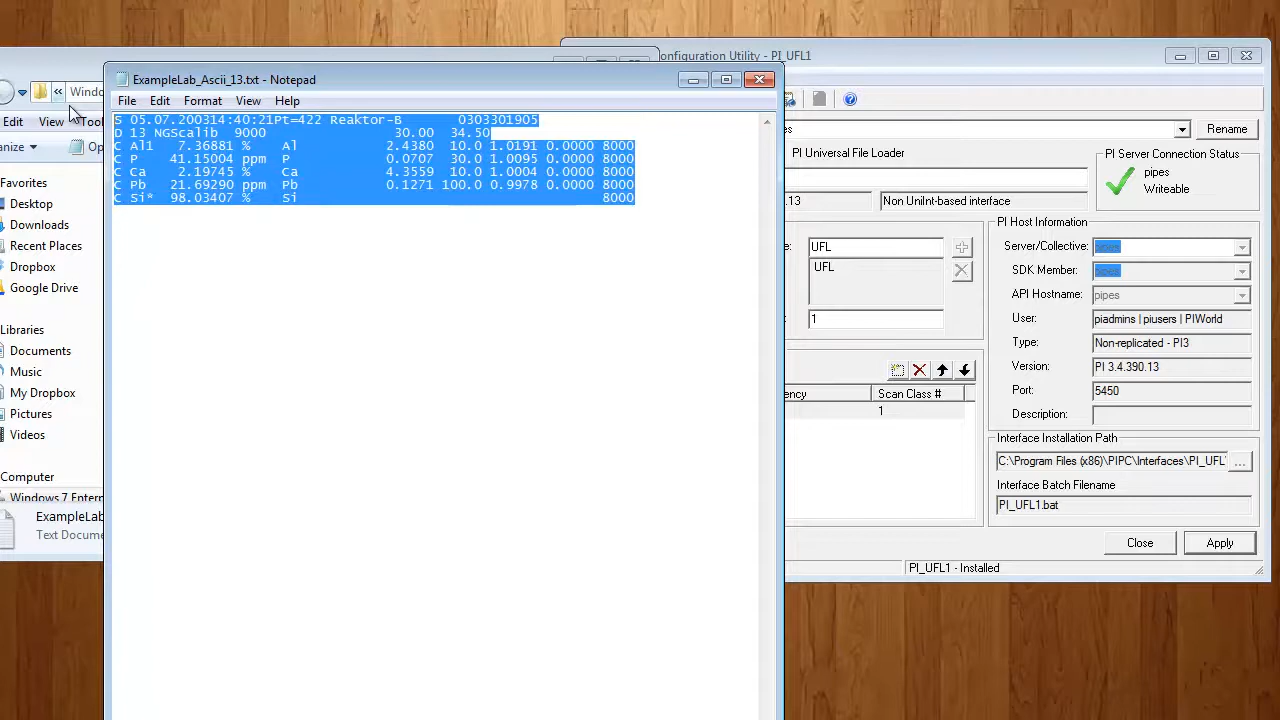 onfiguration Utility - PI_UFL1
ExampleLab_Ascii_13.txt - Notepad
File Edit Format View Help
S 05.07.200314:40:21Pt=422 Reaktor-B 0303301905
D 13 NGScalib 9000 30.00 34.50
C Al1 7.36881 % Al 2.4380 10.0 1.0191 0.0000 8000
C P 41.15004 ppm P 0.0707 30.0 1.0095 0.0000 8000
C Ca 2.19745 % Ca 4.3559 10.0 1.0004 0.0000 8000
C Pb 21.69290 ppm Pb 0.1271 100.0 0.9978 0.0000 8000
C Si* 98.03407 % Si 8000
« Windo
Edit View Tool
anize Op
Favorites
Desktop
Downloads
Recent Places
Dropbox
Google Drive
Libraries
Documents
Music
My Dropbox
Pictures
Videos
Computer
Windows 7 Enterp
ExampleLab
Text Docume
es
Rename
PI Universal File Loader
.13
Non UniInt-based interface
PI Server Connection Status
pipes
Writeable
e:
UFL
UFL
1
ency
Scan Class #
1
PI Host Information
Server/Collective: pipes
SDK Member: pipes
API Hostname: pipes
User: piadmins | piusers | PIWorld
Type: Non-replicated - PI3
Version: PI 3.4.390.13
Port: 5450
Description:
Interface Installation Path
C:\Program Files (x86)\PIPC\Interfaces\PI_UFL\
...
Interface Batch Filename
PI_UFL1.bat
Close Apply
PI_UFL1 - Installed